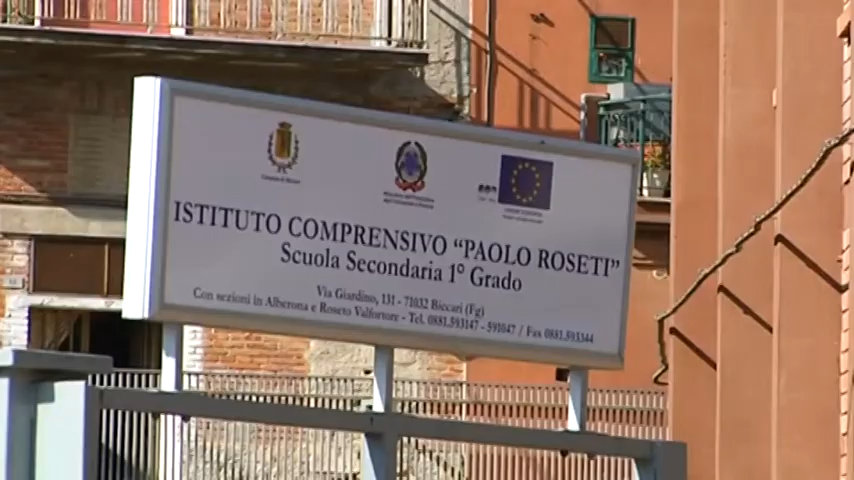 ISTITUTO COMPRENSIVO “PAOLO ROSETI”
Scuola Secondaria 1° Grado
Via Giardino, 131 - 71032 Biccari (Fg)
Con sezioni in Alberona e Roseto Valfortore - Tel. 0881.593147 - 591047 / Fax 0881.593344